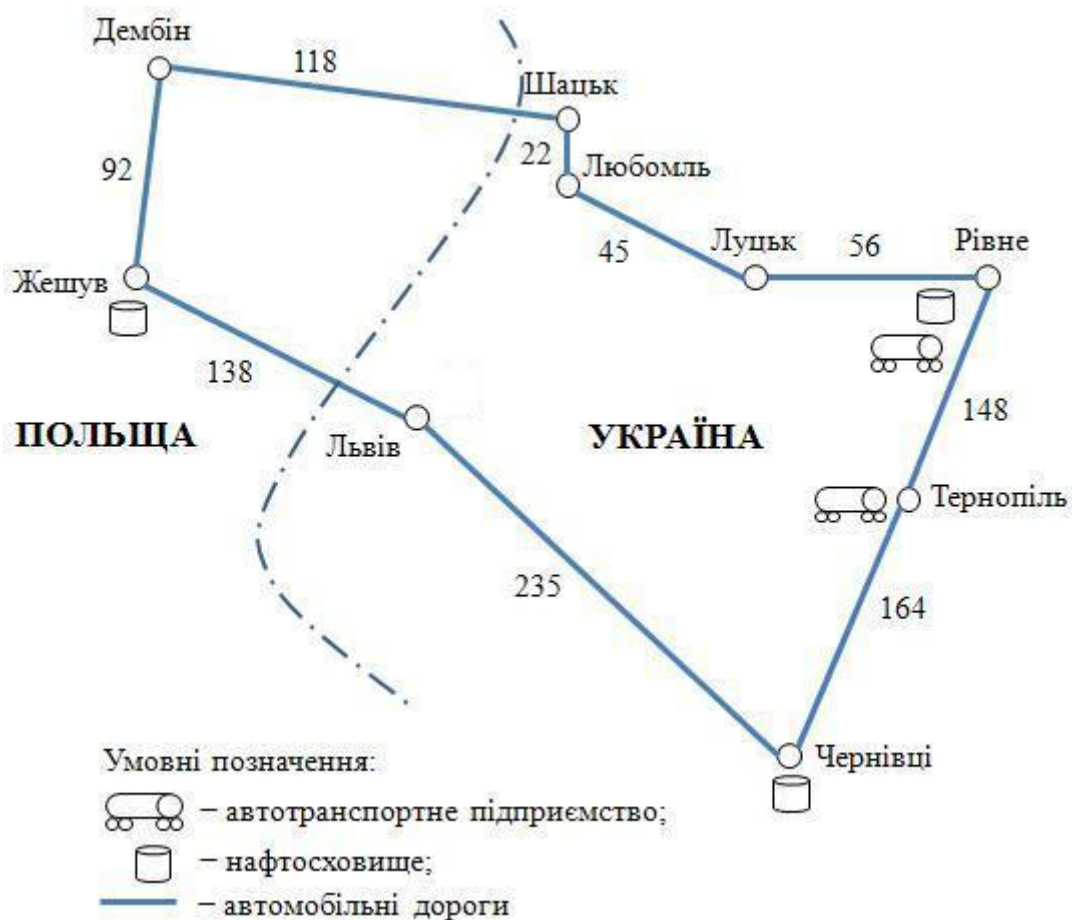 Дембін
118
Шацьк
92
22
Любомль
45
Луцьк
56
Рівне
Жешув
138
148
ПОЛЬЩА
Львів
УКРАЇНА
Тернопіль
235
164
Чернівці
Умовні позначення:
– автотранспортне підприємство;
– нафтосховище;
– автомобільні дороги